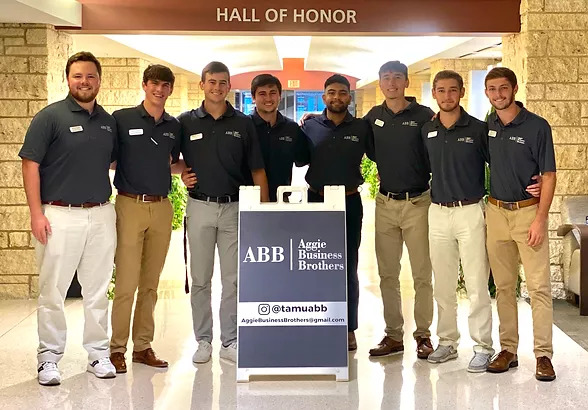 HALL OF HONOR
ABB
Aggie
Business
Brothers
@tamuabb
AggieBusinessBrothers@gmail.com